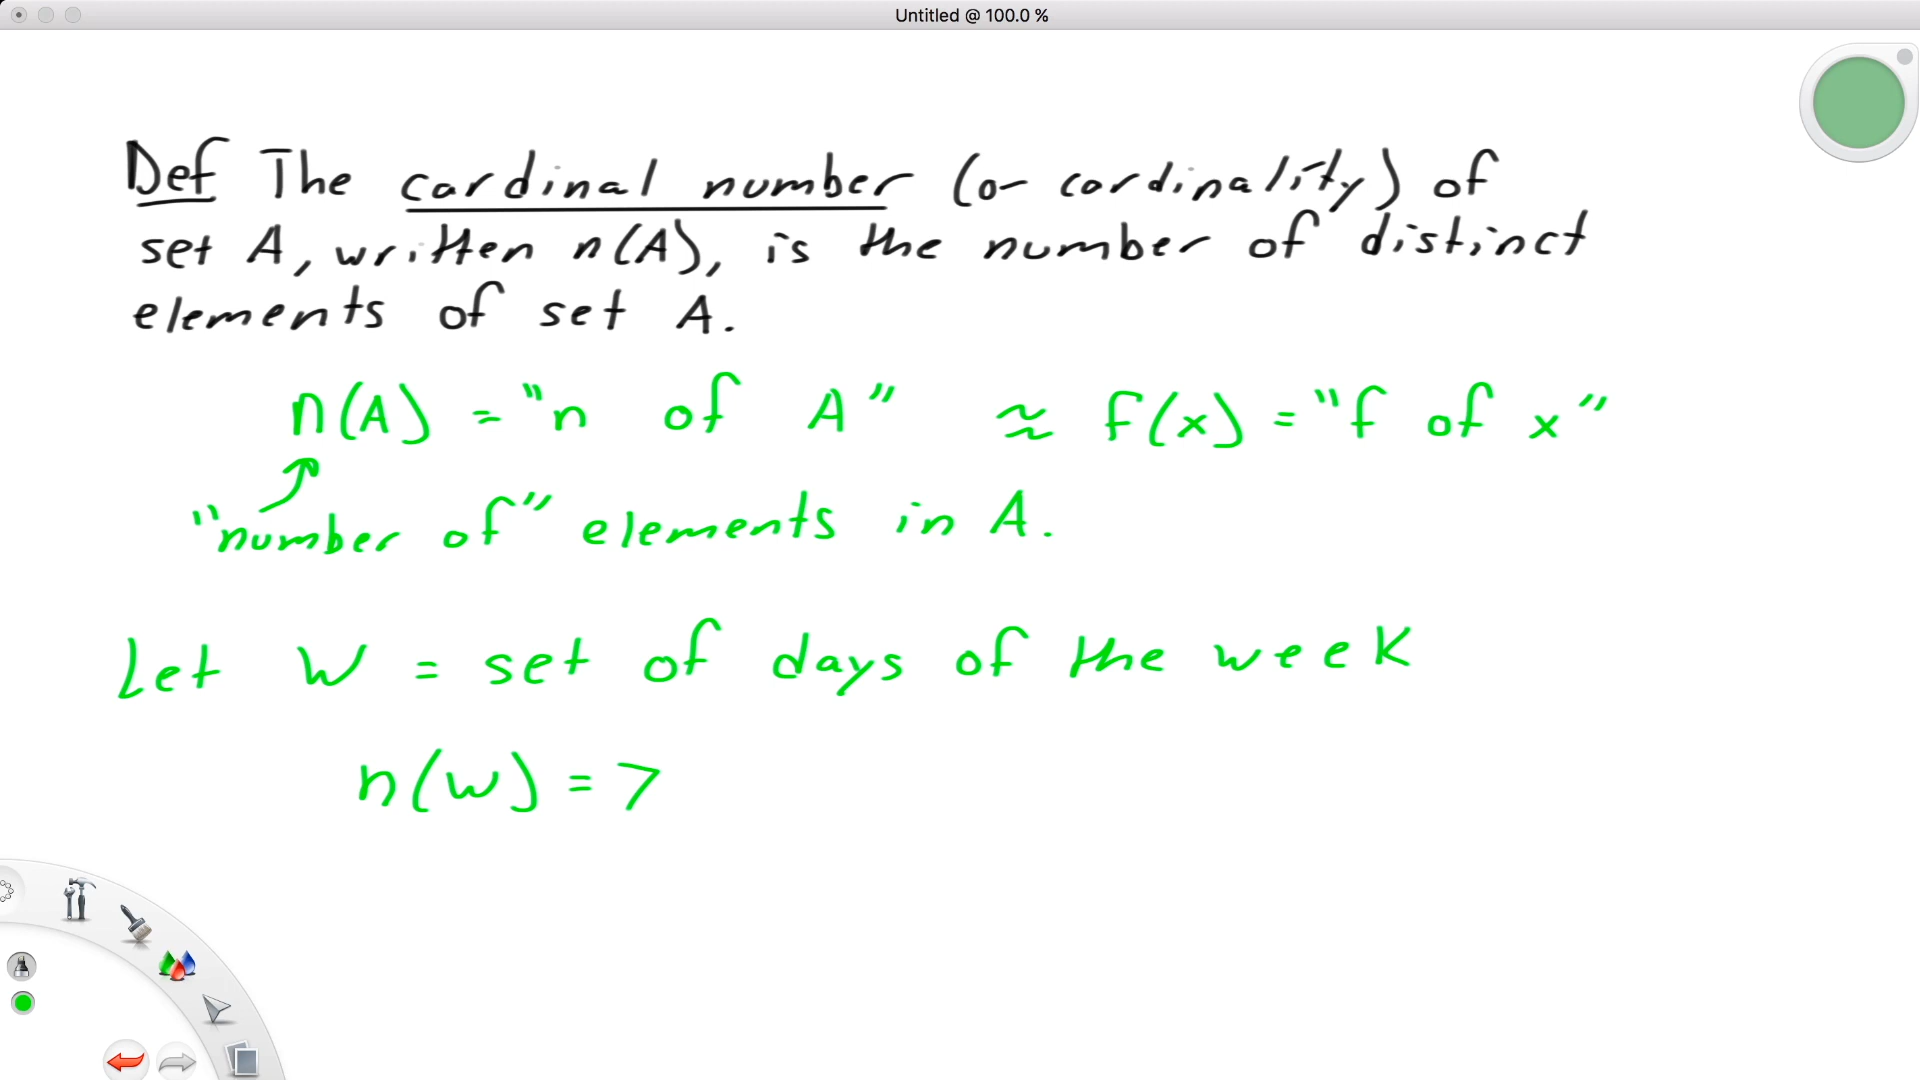 Untitled @ 100.0 %
Def The cardinal number (or cardinality) of
set A, written n(A), is the number of distinct
elements of set A.
n(A) = "n of A" ≈ f(x) = "f of x"
"number of" elements in A.
Let W = set of days of the week
n(W) = 7